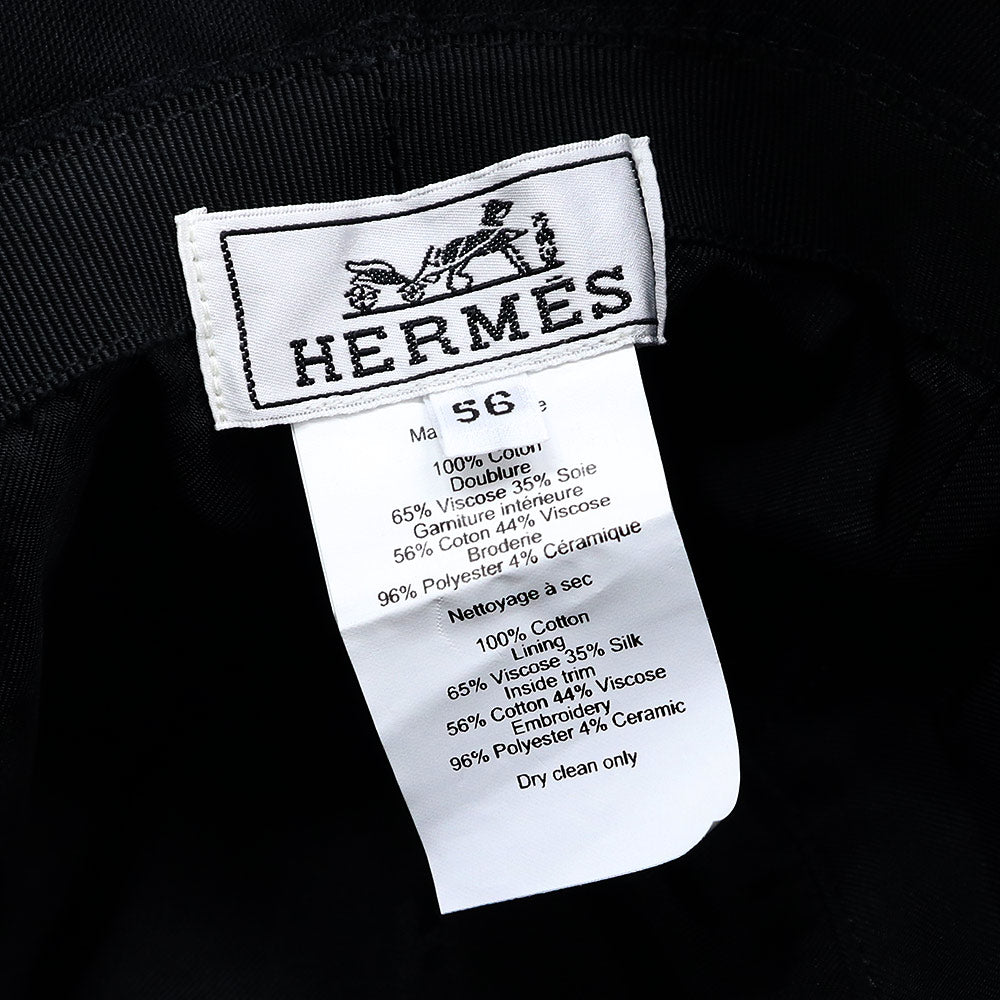 HERMÈS
56
100% Coton
Doublure
65% Viscose 35% Soie
Garniture intérieure
56% Coton 44% Viscose
Broderie
96% Polyester 4% Céramique
Nettoyage à sec
100% Cotton
Lining
65% Viscose 35% Silk
Inside trim
56% Cotton 44% Viscose
Embroidery
96% Polyester 4% Ceramic
Dry clean only